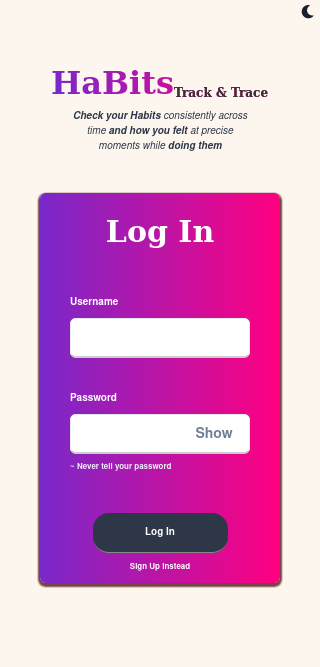 HaBits Track & Trace
Check your Habits consistently across
time and how you felt at precise
moments while doing them
Log In
Username
Password
Show
~ Never tell your password
Log In
Sign Up instead